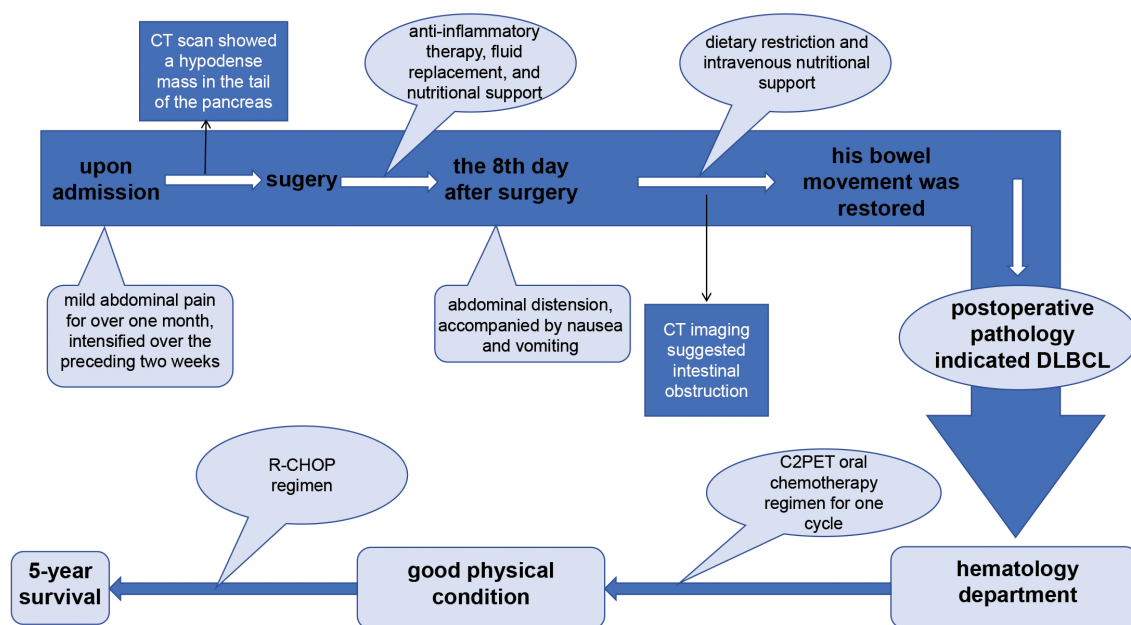 CT scan showed
a hypodense
mass in the tail
of the pancreas
anti-inflammatory
therapy, fluid
replacement, and
nutritional support
dietary restriction and
intravenous nutritional
support
upon
admission
sugery
the 8th day
after surgery
his bowel
movement was
restored
mild abdominal pain
for over one month,
intensified over the
preceding two weeks
abdominal distension,
accompanied by nausea
and vomiting
CT imaging
suggested
intestinal
obstruction
postoperative
pathology
indicated DLBCL
R-CHOP
regimen
C2PET oral
chemotherapy
regimen for one
cycle
5-year
survival
good physical
condition
hematology
department